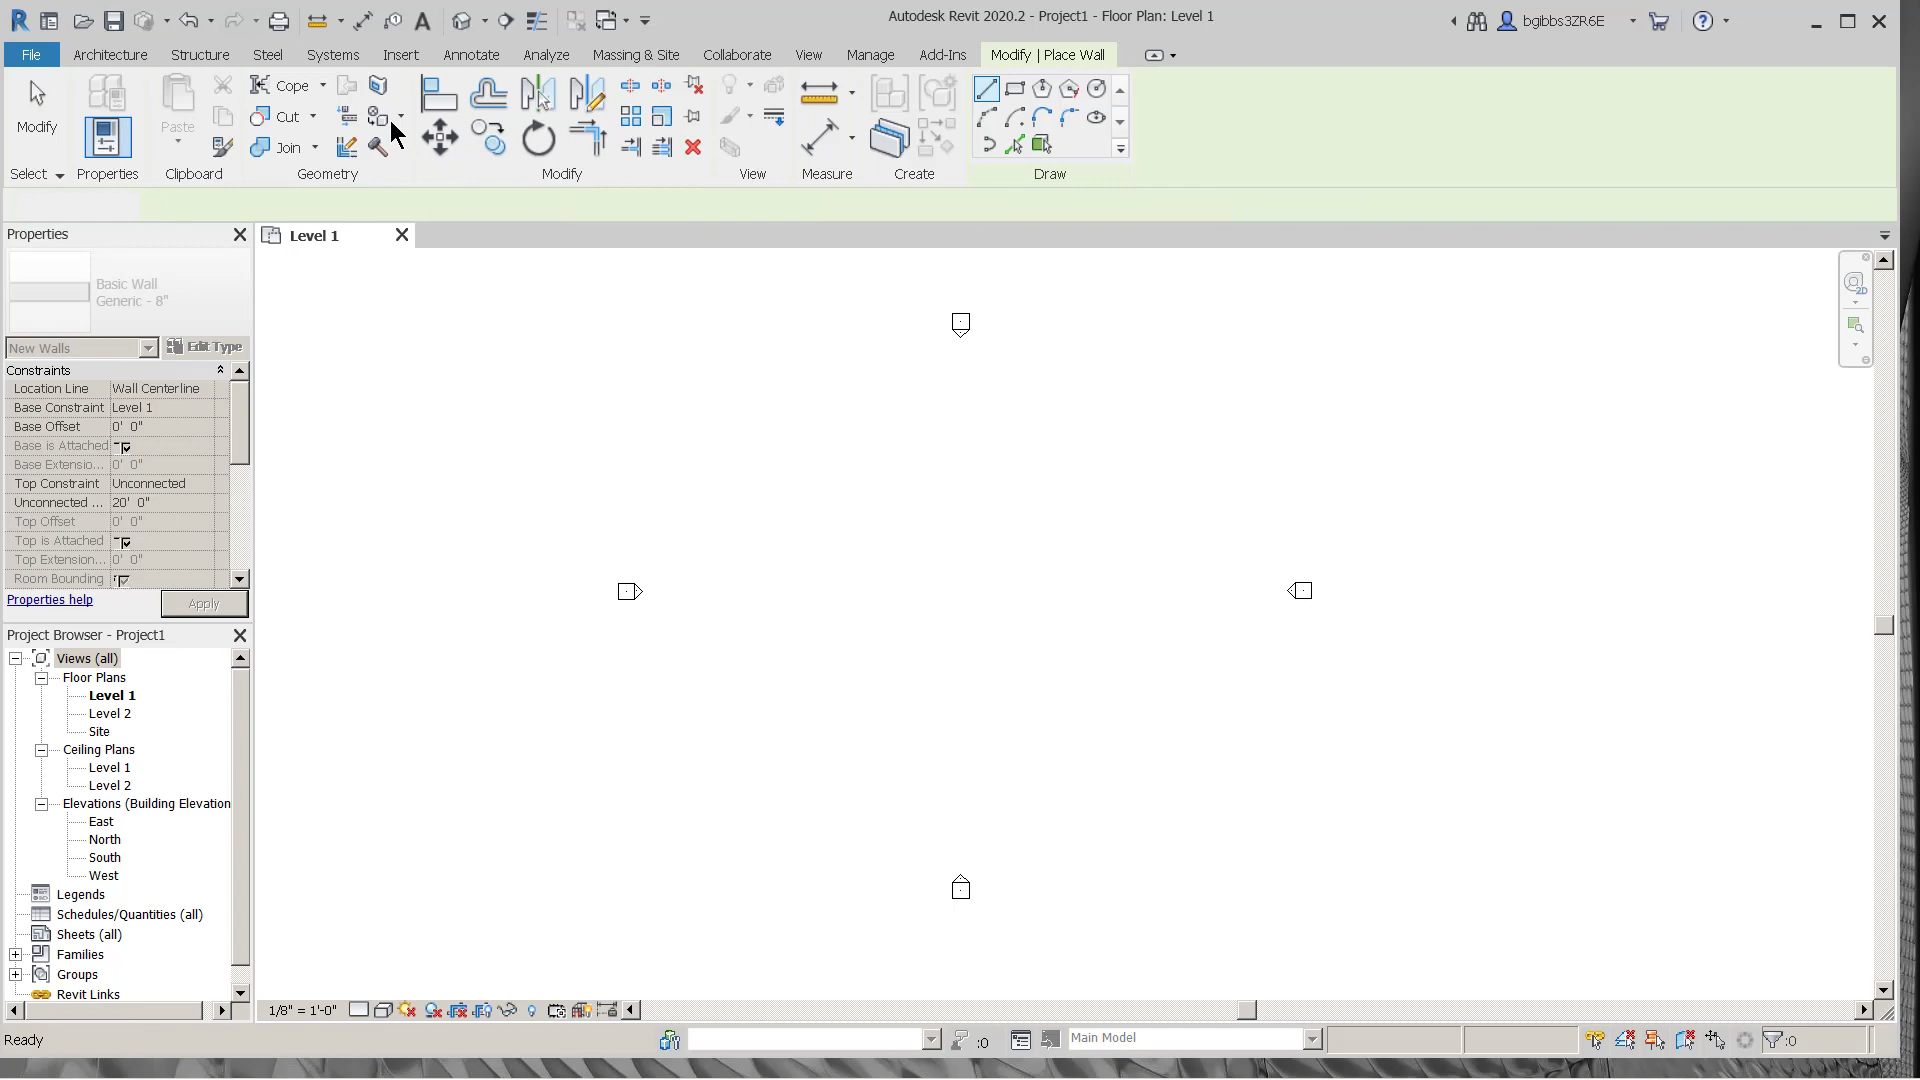 Autodesk Revit 2020.2 - Project1 - Floor Plan: Level 1
bgibbs3ZR6E
File
Architecture
Structure
Steel
Systems
Insert
Annotate
Analyze
Massing & Site
Collaborate
View
Manage
Add-Ins
Modify | Place Wall
Cope
Modify
Paste
Cut
Join
Select
Properties
Clipboard
Geometry
Modify
View
Measure
Create
Draw
Properties
Level 1
2D
Basic Wall
Generic - 8"
New Walls
Edit Type
Constraints
Location Line Wall Centerline
Base Constraint Level 1
Base Offset 0' 0"
Base is Attached
Base Extensio... 0' 0"
Top Constraint Unconnected
Unconnected ... 20' 0"
Top Offset 0' 0"
Top is Attached
Top Extension... 0' 0"
Room Bounding
Properties help
Apply
Project Browser - Project1
Views (all)
Floor Plans
Level 1
Level 2
Site
Ceiling Plans
Level 1
Level 2
Elevations (Building Elevation
East
North
South
West
Legends
Schedules/Quantities (all)
Sheets (all)
Families
Groups
Revit Links
1/8" = 1'-0"
Ready
:0
Main Model
:0